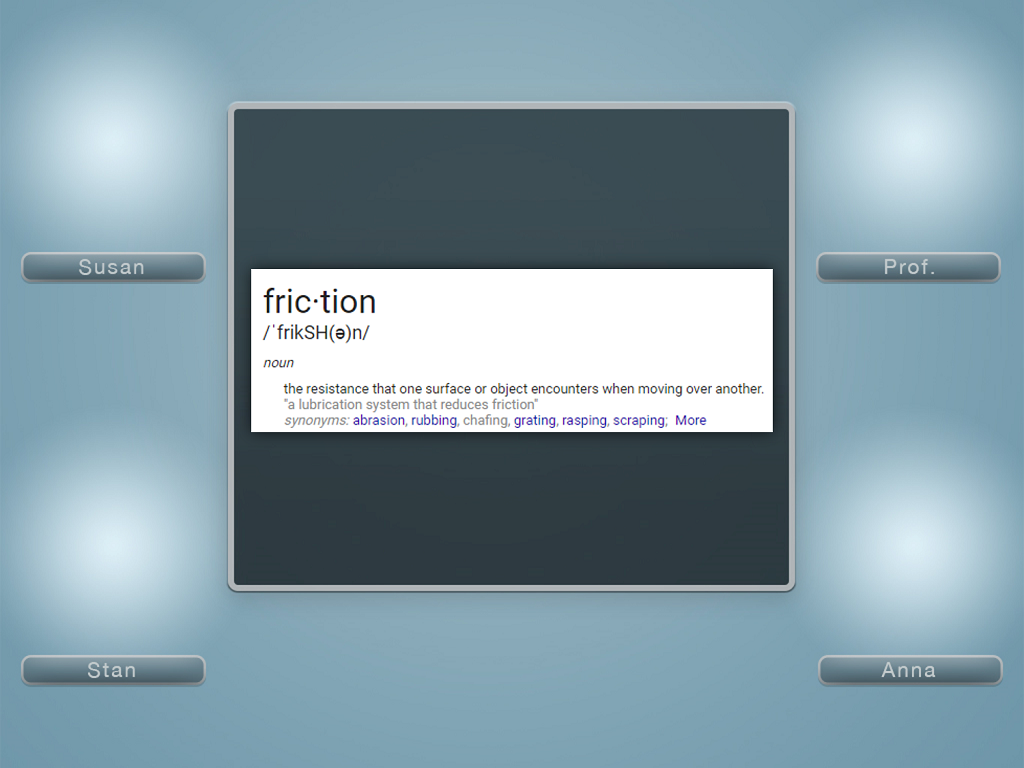 Susan
Prof.
fric·tion
/ˈfrikSH(ə)n/
noun
the resistance that one surface or object encounters when moving over another.
"a lubrication system that reduces friction"
synonyms: abrasion, rubbing, chafing, grating, rasping, scraping; More
Stan
Anna